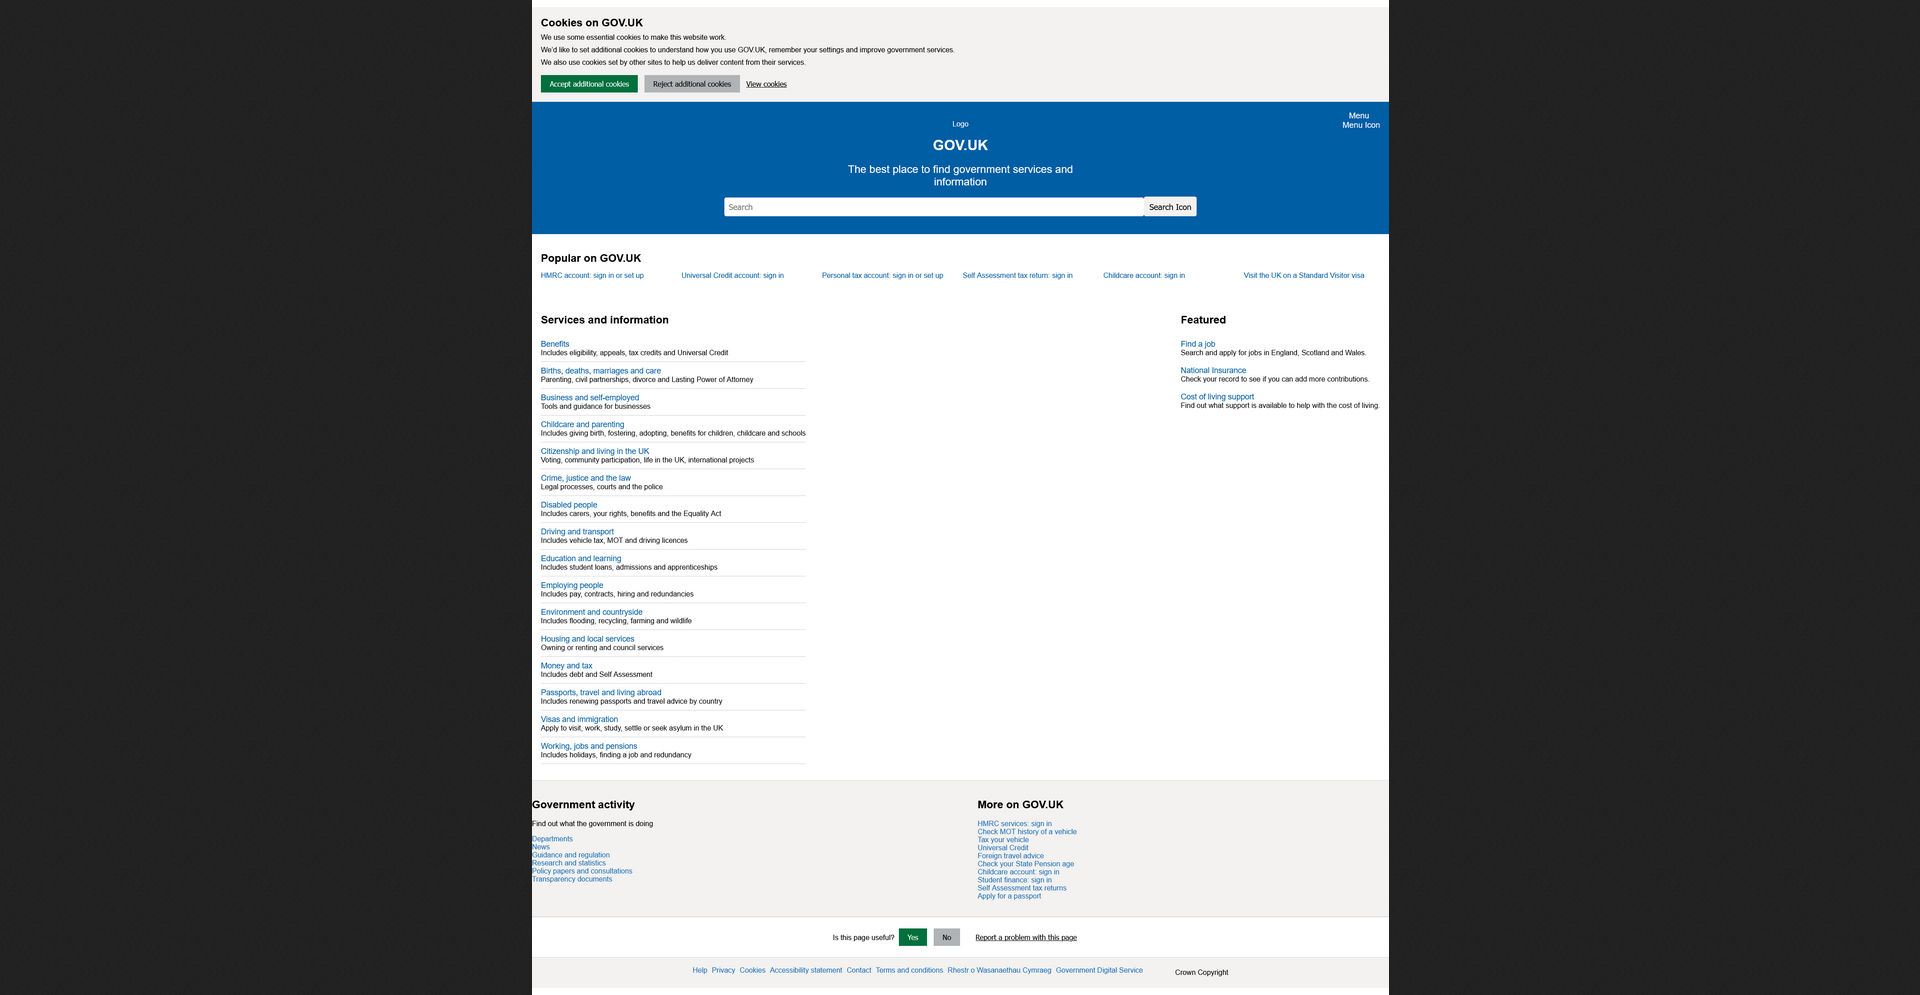 Cookies on GOV.UK
We use some essential cookies to make this website work.
We'd like to set additional cookies to understand how you use GOV.UK, remember your settings and improve government services.
We also use cookies set by other sites to help us deliver content from their services.
Accept additional cookies
Reject additional cookies
View cookies
Menu
Menu Icon
Logo
GOV.UK
The best place to find government services and
information
Search
Search Icon
Popular on GOV.UK
HMRC account: sign in or set up
Universal Credit account: sign in
Personal tax account: sign in or set up
Self Assessment tax return: sign in
Childcare account: sign in
Visit the UK on a Standard Visitor visa
Services and information
Benefits
Includes eligibility, appeals, tax credits and Universal Credit
Births, deaths, marriages and care
Parenting, civil partnerships, divorce and Lasting Power of Attorney
Business and self-employed
Tools and guidance for businesses
Childcare and parenting
Includes giving birth, fostering, adopting, benefits for children, childcare and schools
Citizenship and living in the UK
Voting, community participation, life in the UK, international projects
Crime, justice and the law
Legal processes, courts and the police
Disabled people
Includes carers, your rights, benefits and the Equality Act
Driving and transport
Includes vehicle tax, MOT and driving licences
Education and learning
Includes student loans, admissions and apprenticeships
Employing people
Includes pay, contracts, hiring and redundancies
Environment and countryside
Includes flooding, recycling, farming and wildlife
Housing and local services
Owning or renting and council services
Money and tax
Includes debt and Self Assessment
Passports, travel and living abroad
Includes renewing passports and travel advice by country
Visas and immigration
Apply to visit, work, study, settle or seek asylum in the UK
Working, jobs and pensions
Includes holidays, finding a job and redundancy
Featured
Find a job
Search and apply for jobs in England, Scotland and Wales.
National Insurance
Check your record to see if you can add more contributions.
Cost of living support
Find out what support is available to help with the cost of living.
Government activity
Find out what the government is doing
Departments
News
Guidance and regulation
Research and statistics
Policy papers and consultations
Transparency documents
More on GOV.UK
HMRC services: sign in
Check MOT history of a vehicle
Tax your vehicle
Universal Credit
Foreign travel advice
Check your State Pension age
Childcare account: sign in
Student finance: sign in
Self Assessment tax returns
Apply for a passport
Is this page useful?
Yes
No
Report a problem with this page
Help
Privacy
Cookies
Accessibility statement
Contact
Terms and conditions
Rhestr o Wasanaethau Cymraeg
Government Digital Service
Crown Copyright